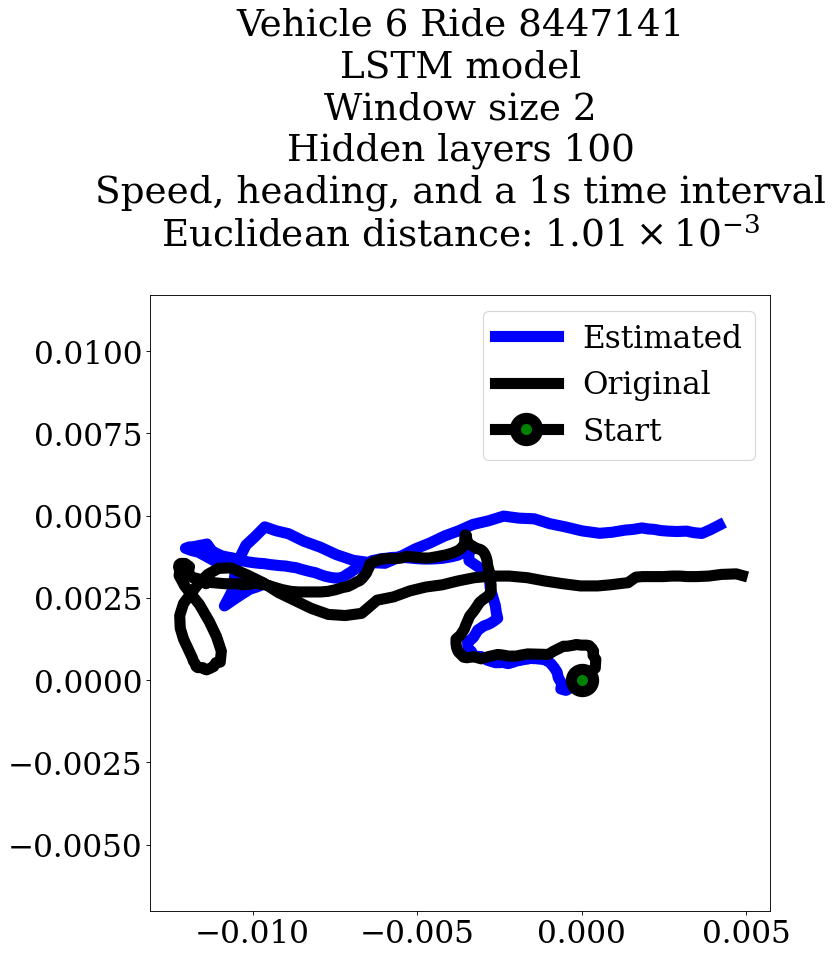 Vehicle 6 Ride 8447141
LSTM model
Window size 2
Hidden layers 100
Speed, heading, and a 1s time interval
Euclidean distance: 1.01 × 10⁻³
Estimated
Original
Start
0.0100
0.0075
0.0050
0.0025
0.0000
−0.0025
−0.0050
−0.010 −0.005 0.000 0.005